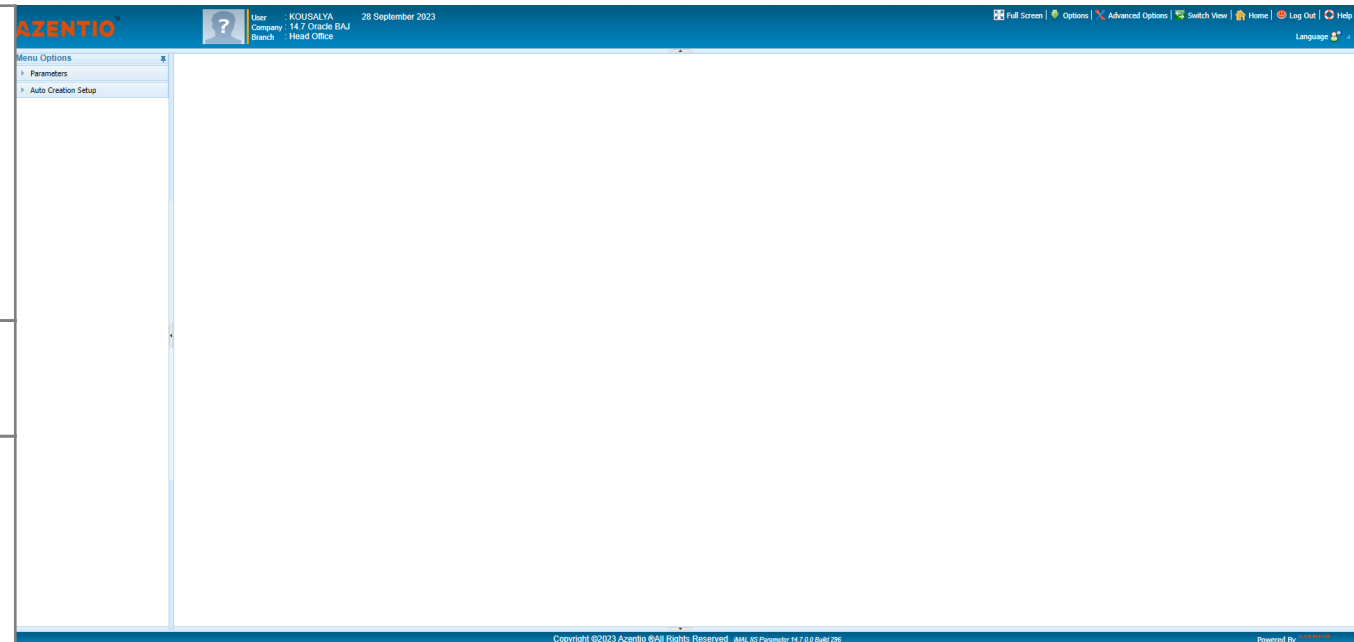 AZENTIO™
?
User : KOUSALYA 28 September 2023
Company : 14.7 Oracle BAJ
Branch : Head Office
Full Screen | Options | Advanced Options | Switch View | Home | Log Out | Help
Language
Menu Options
Parameters
Auto Creation Setup
Copyright ©2023 Azentio ®All Rights Reserved iMAL IIS Parameter 14.7.0.0 Build 296
Powered By AZENTIO